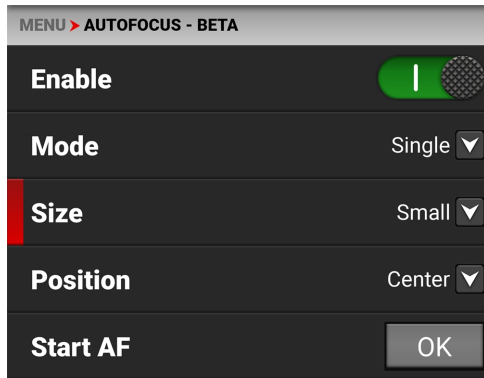 MENU > AUTOFOCUS - BETA
Enable
Mode Single
Size Small
Position Center
Start AF OK